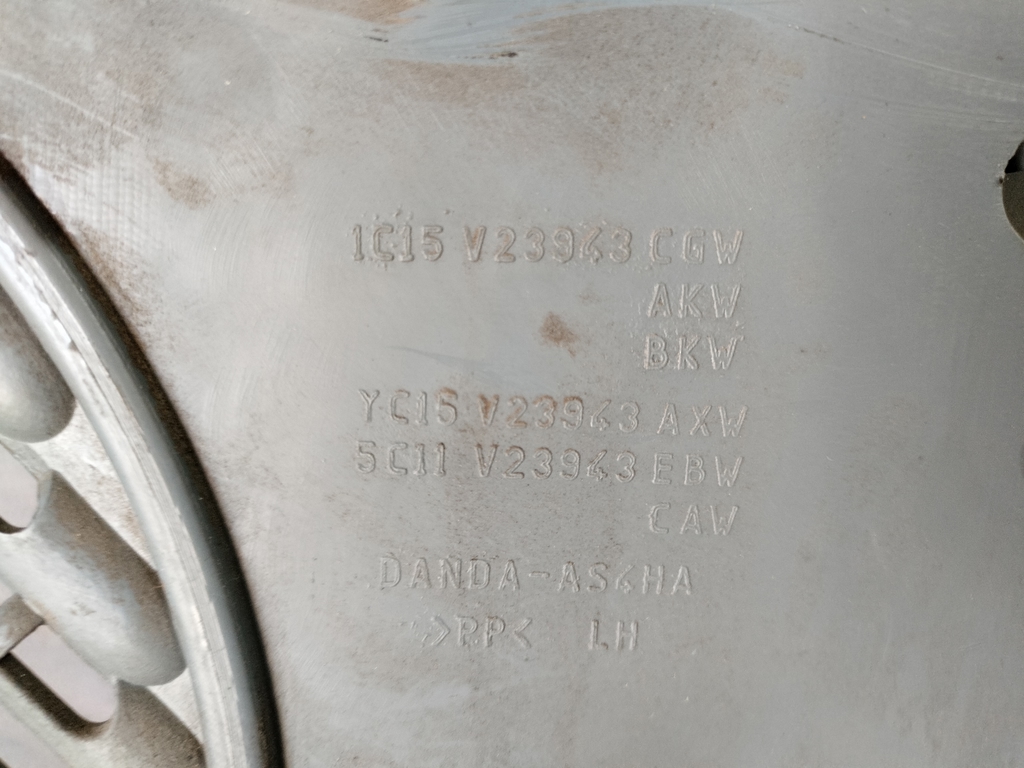 1C15 V23943 CGW
AKW
BKW
YC15 V23943 AXW
5C11 V23943 EBW
CAW
DANDA-AS4HA
>PP< LH